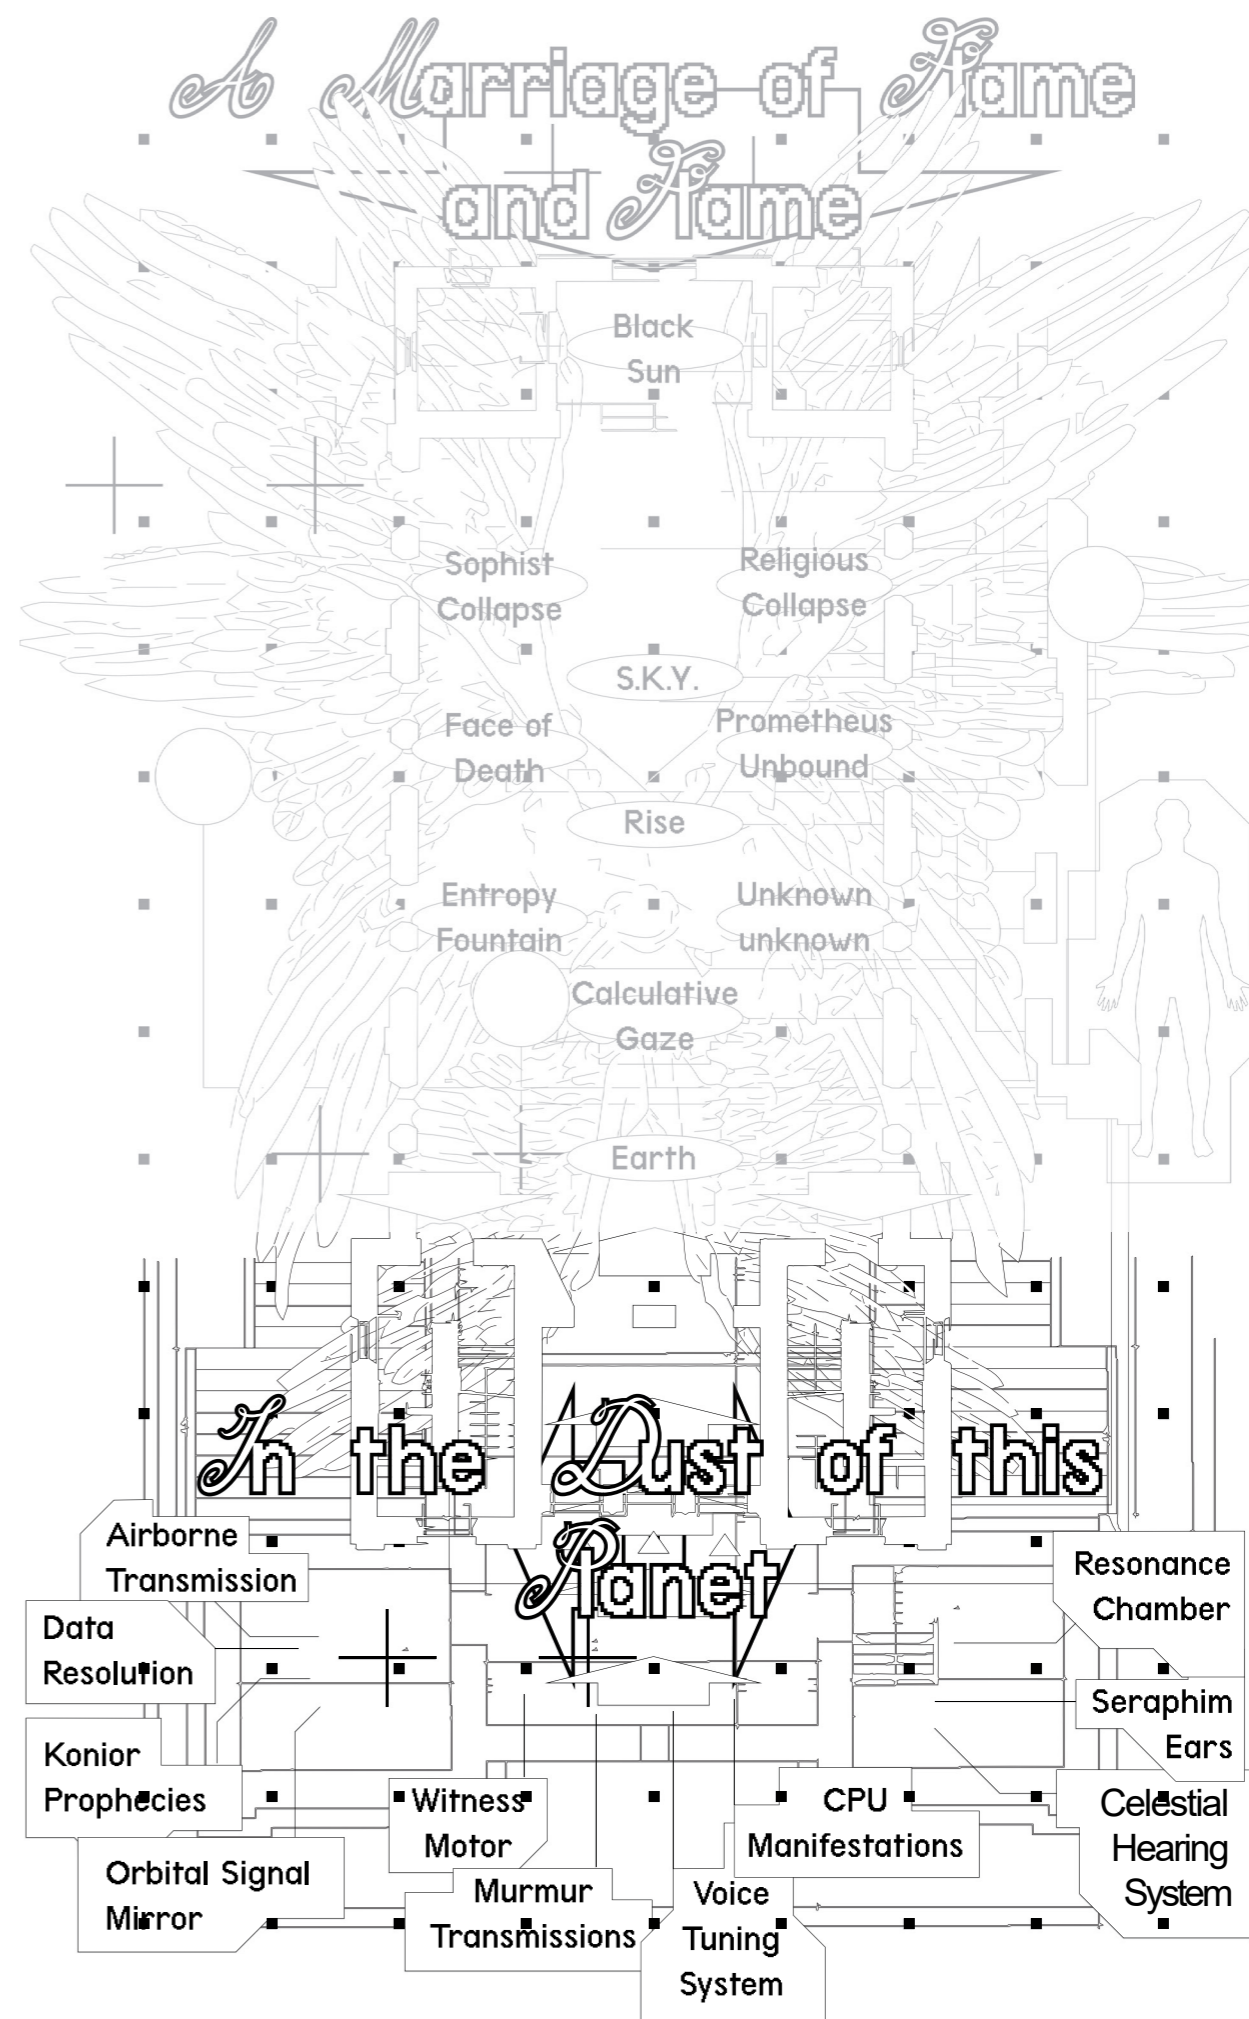 A Marriage of Fame
and Fame
Black
Sun
Sophist
Collapse
Religious
Collapse
S.K.Y.
Face of
Death
Prometheus
Unbound
Rise
Entropy
Fountain
Unknown
unknown
Calculative
Gaze
Earth
In the Dust of this
Planet
Airborne
Transmission
Data
Resolution
Konior
Prophecies
Orbital Signal
Mirror
Witness
Motor
Murmur
Transmissions
Voice
Tuning
System
CPU
Manifestations
Resonance
Chamber
Seraphim
Ears
Celestial
Hearing
System